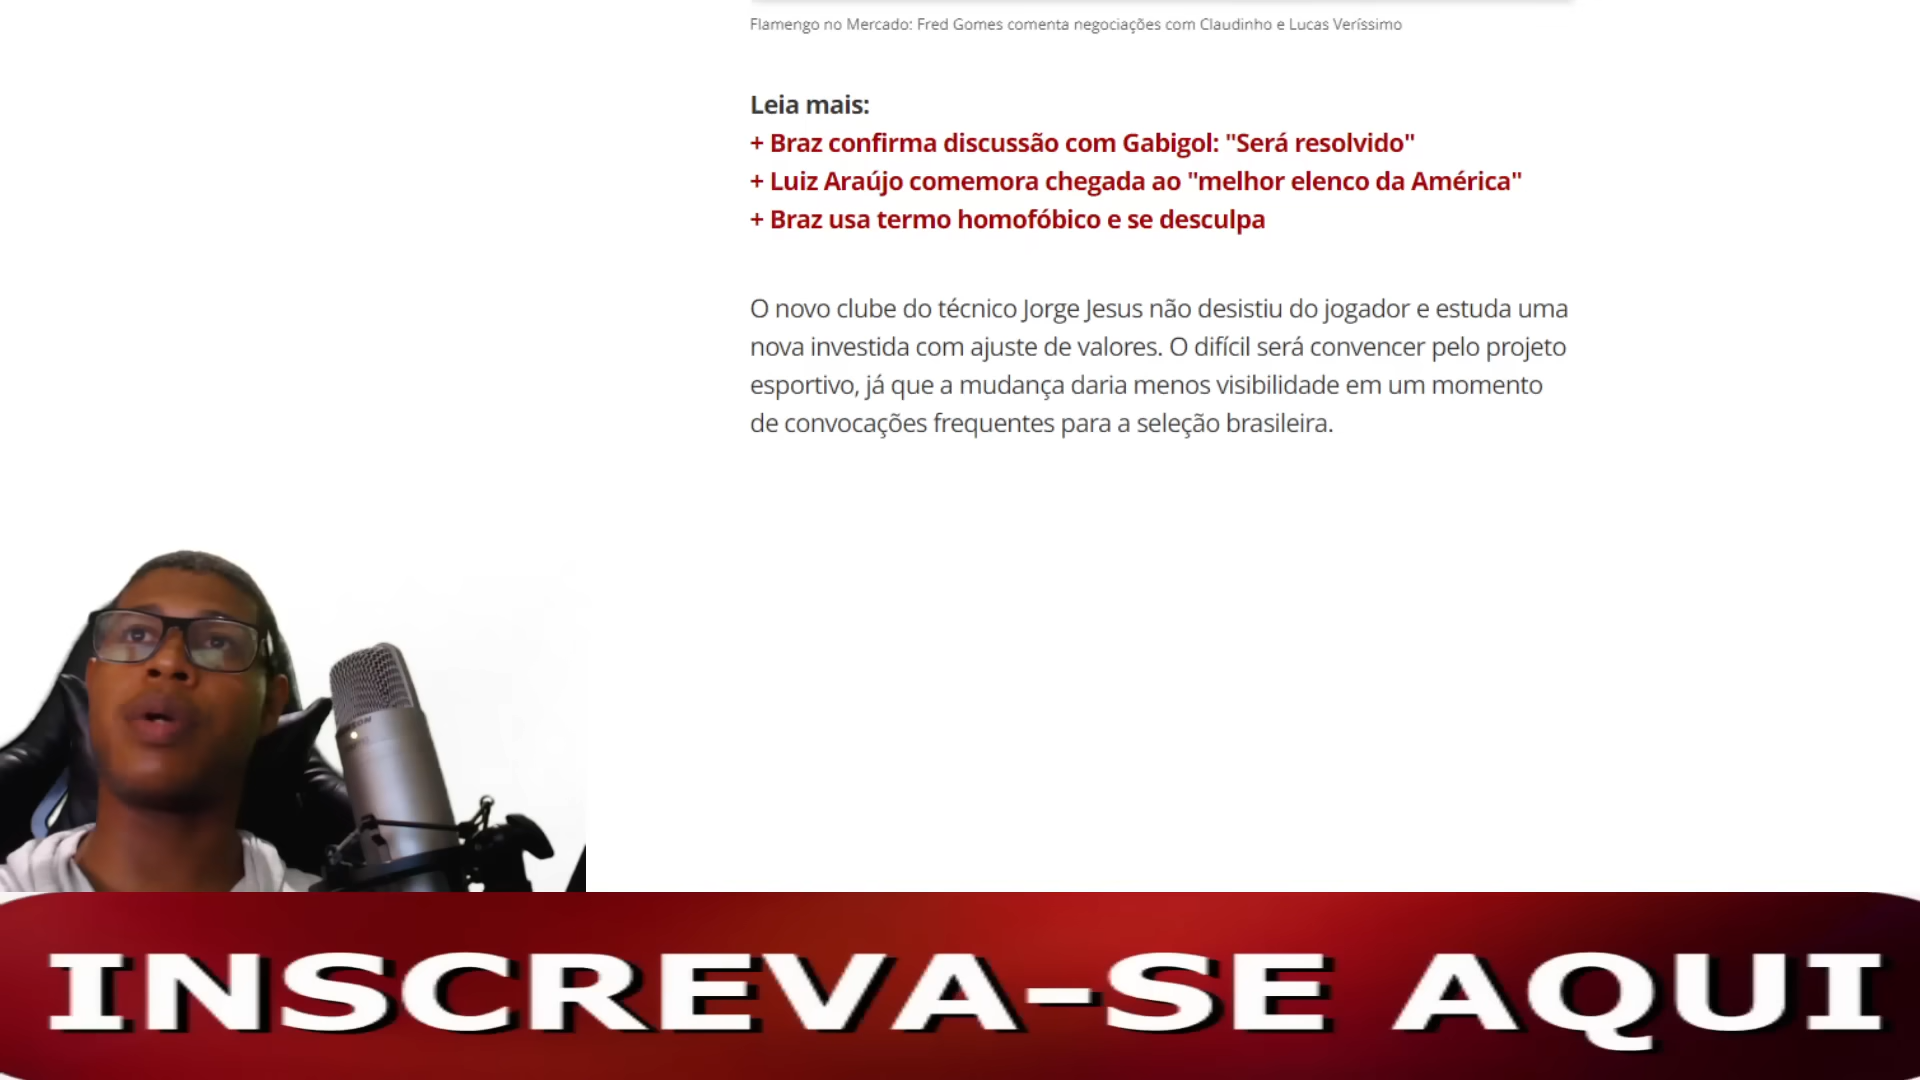 Flamengo no Mercado: Fred Gomes comenta negociações com Claudinho e Lucas Veríssimo
Leia mais:
+ Braz confirma discussão com Gabigol: "Será resolvido"
+ Luiz Araújo comemora chegada ao "melhor elenco da América"
+ Braz usa termo homofóbico e se desculpa
O novo clube do técnico Jorge Jesus não desistiu do jogador e estuda uma
nova investida com ajuste de valores. O difícil será convencer pelo projeto
esportivo, já que a mudança daria menos visibilidade em um momento
de convocações frequentes para a seleção brasileira.
INSCREVA-SE AQUI